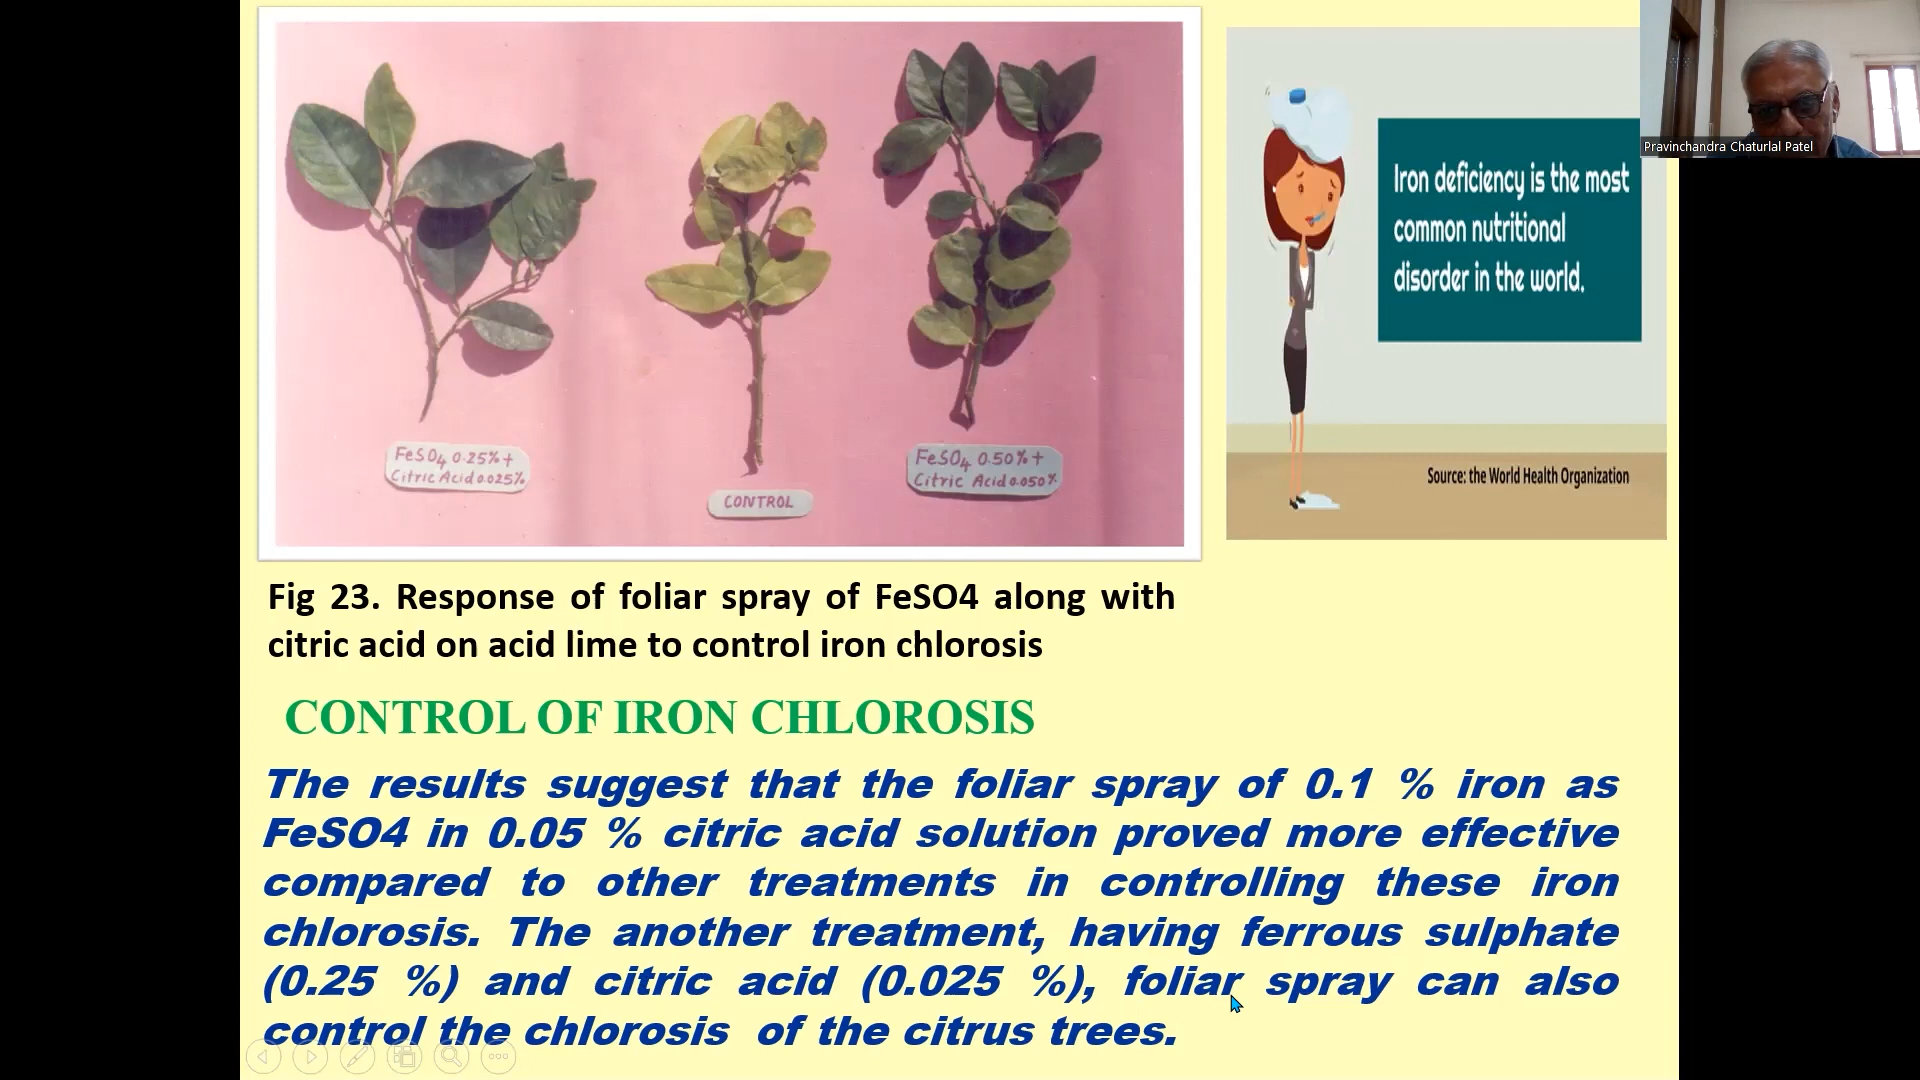 FeSO4 0.25% +
Citric Acid 0.025%
CONTROL
FeSO4 0.50% +
Citric Acid 0.050%
Iron deficiency is the most
common nutritional
disorder in the world.
Source: the World Health Organization
Pravinchandra Chaturlal Patel
Fig 23. Response of foliar spray of FeSO4 along with
citric acid on acid lime to control iron chlorosis
CONTROL OF IRON CHLOROSIS
The results suggest that the foliar spray of 0.1 % iron as
FeSO4 in 0.05 % citric acid solution proved more effective
compared to other treatments in controlling these iron
chlorosis. The another treatment, having ferrous sulphate
(0.25 %) and citric acid (0.025 %), foliar spray can also
control the chlorosis of the citrus trees.